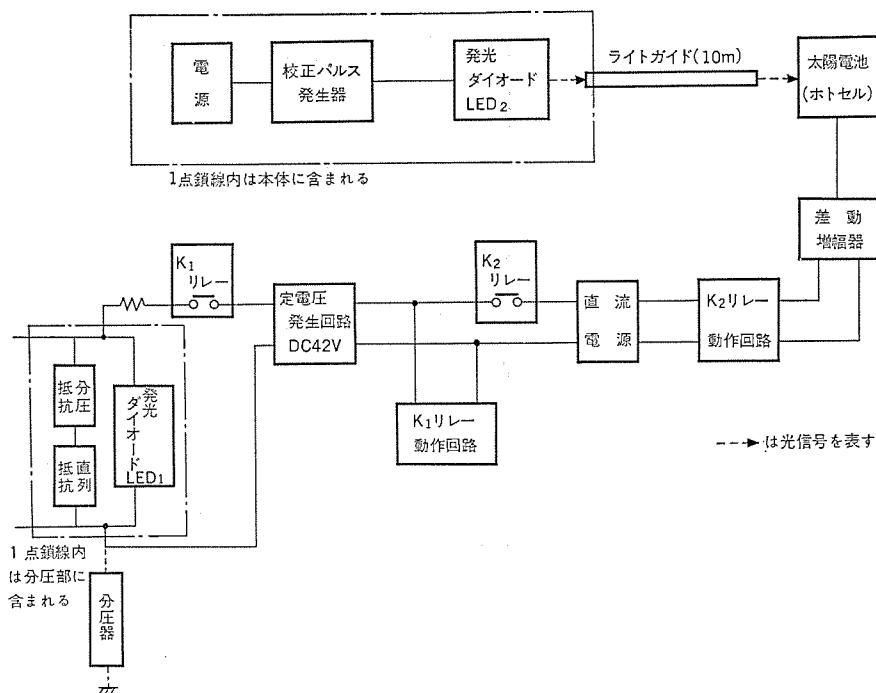 電
源
校正パルス
発生器
発光
ダイオード
LED₂
ライトガイド(10m)
太陽電池
(ホトセル)
1点鎖線内は本体に含まれる
差動
増幅器
K₁
リレー
定電圧
発生回路
DC42V
K₂
リレー
直流
電源
K₂リレー
動作回路
K₁リレー
動作回路
分圧
抵抗
直列
抵抗
発光
ダイオード
LED₁
は光信号を表す
1点鎖線内
は分圧部に
含まれる
分圧器